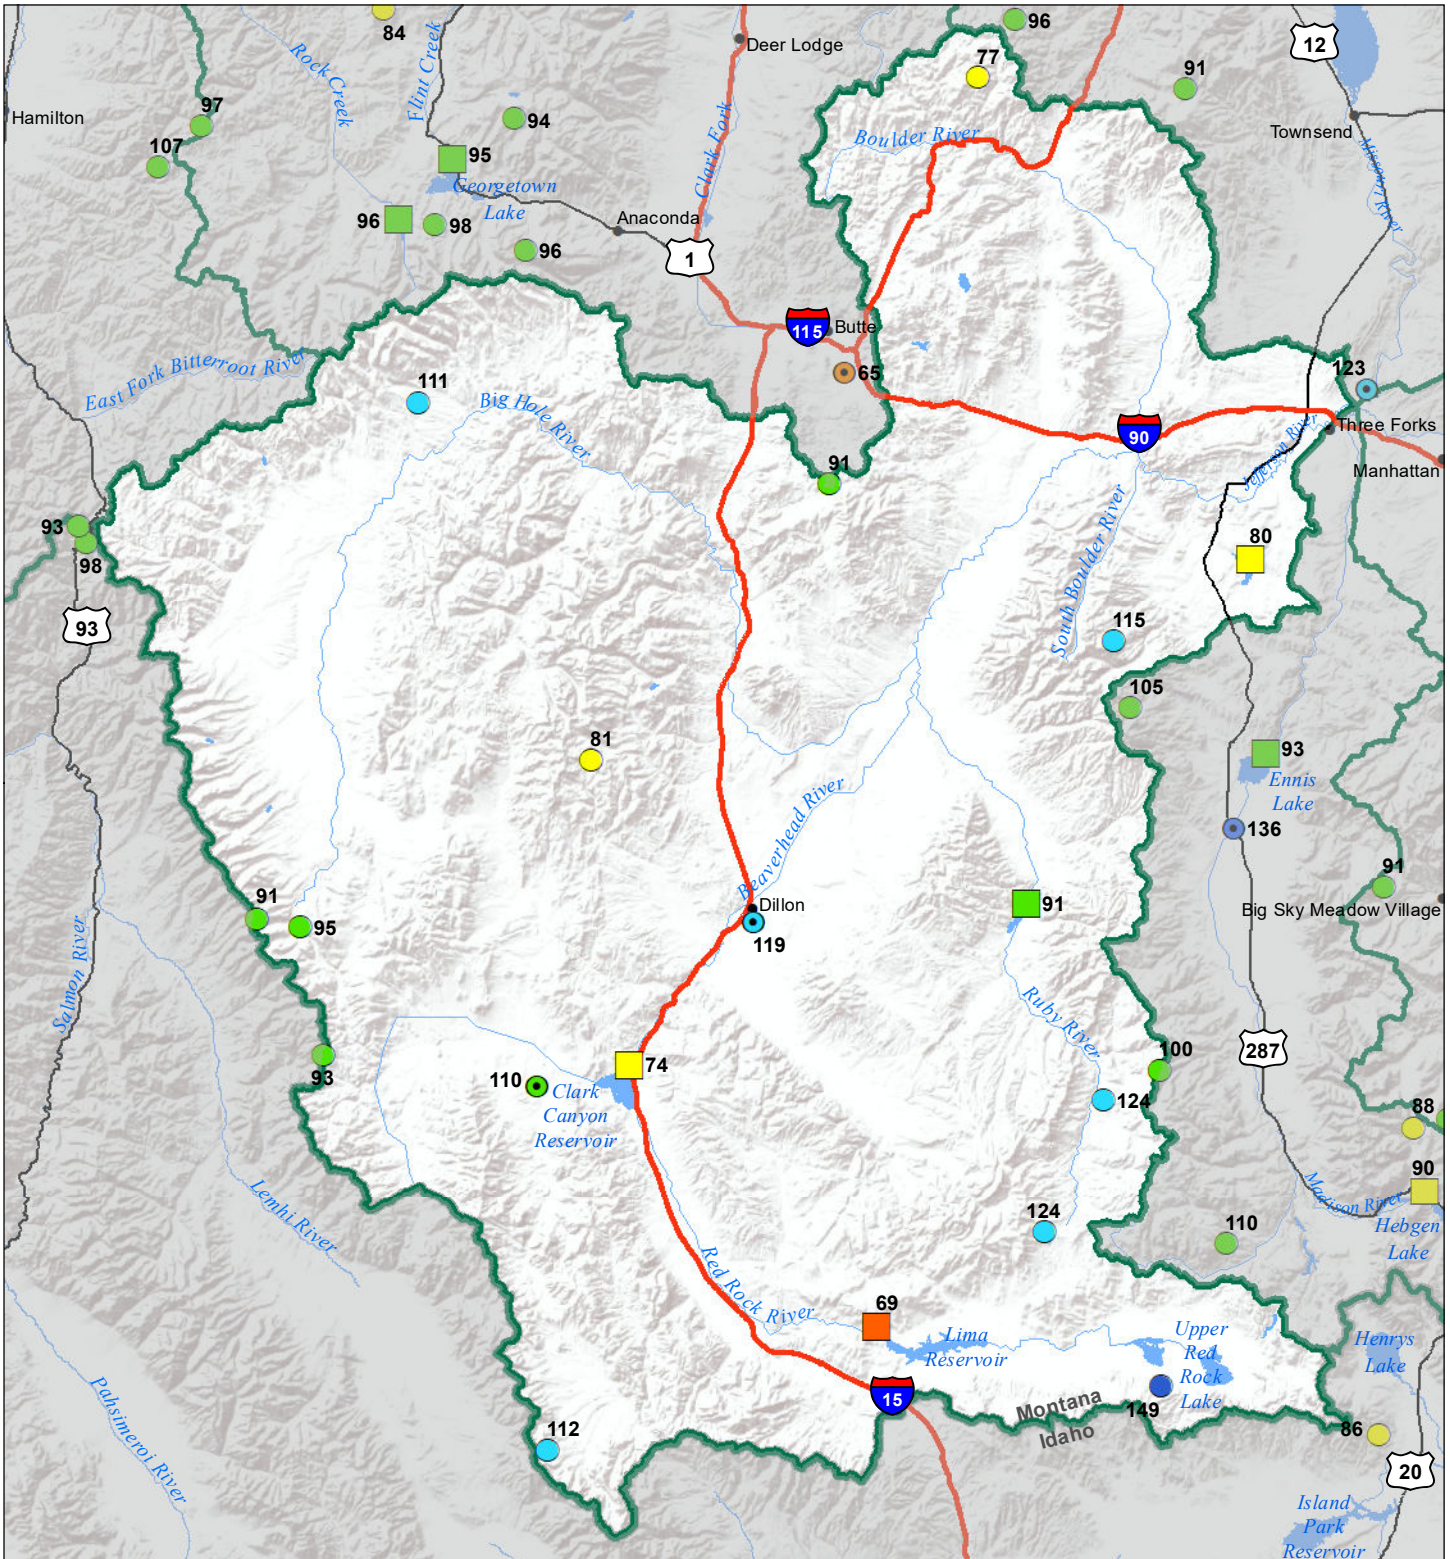 84
Deer Lodge
96
12
77
91
Rock Creek
Flint Creek
Hamilton
97
94
Clark Fork
Boulder River
Townsend
107
95
Missouri River
Georgetown
Lake
96
98
Anaconda
96
1
115
Butte
East Fork Bitterroot River
65
123
111
Big Hole River
90
Three Forks
Jefferson River
Manhattan
91
93
98
South Boulder River
80
93
115
105
81
93
Ennis
Lake
Beaverhead River
136
91
91
95
Dillon
119
91
Big Sky Meadow Village
Salmon River
Ruby River
100
287
93
74
110
Clark
Canyon
Reservoir
124
88
Lemhi River
90
Madison River
Hebgen
Lake
124
110
Red Rock River
69
Lima
Reservoir
Upper
Red
Rock
Lake
Henrys
Lake
Pahsimeroi River
15
Montana
Idaho
149
112
86
20
Island
Park
Reservoir